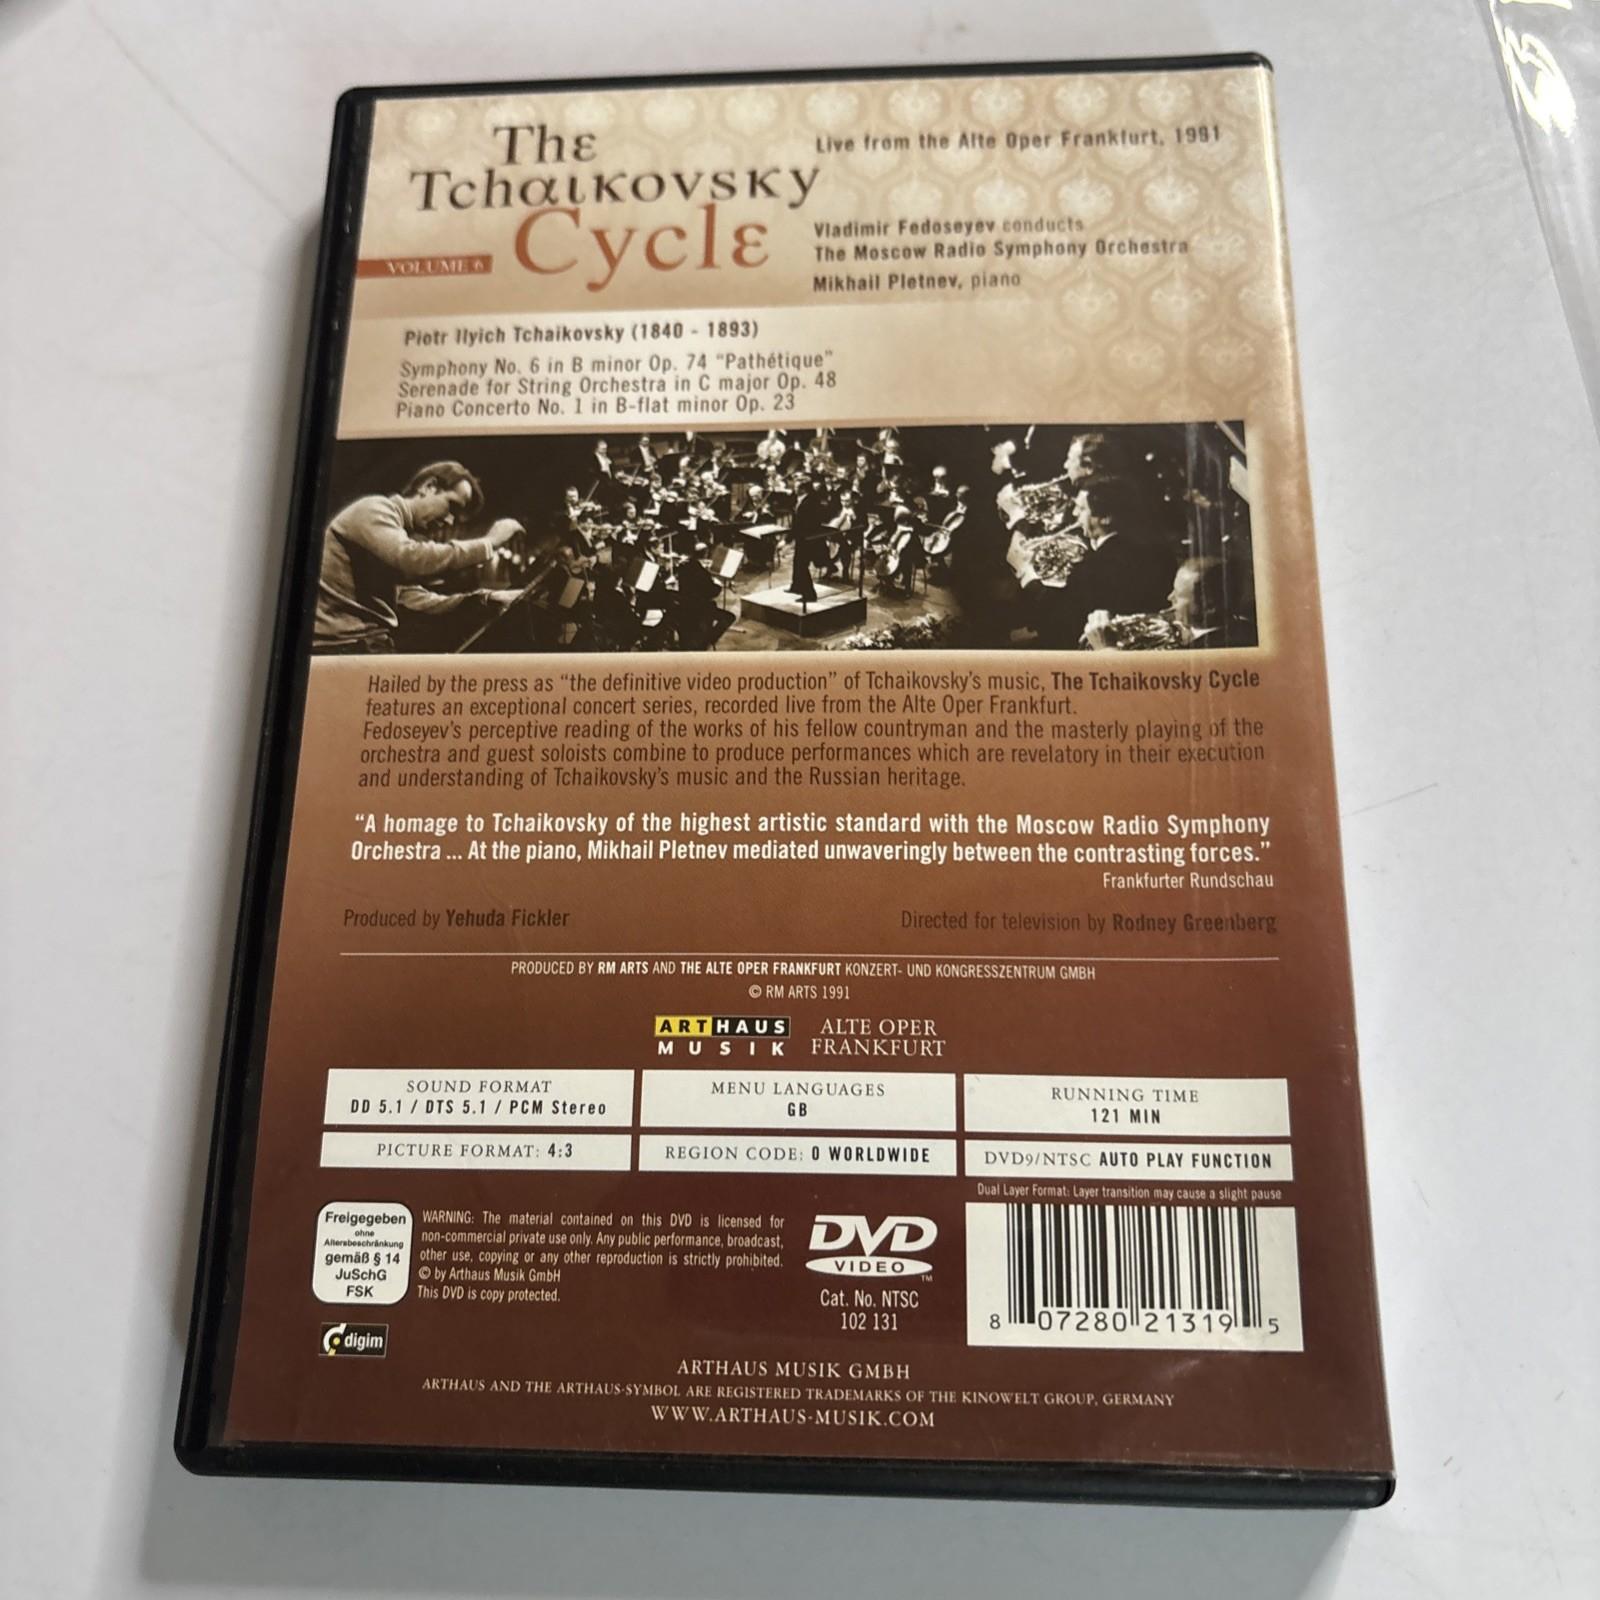 The
Tchaikovsky
Cycle
VOLUME 6
Live from the Alte Oper Frankfurt, 1991
Vladimir Fedoseyev conducts
The Moscow Radio Symphony Orchestra
Mikhail Pletnev, piano
Piotr Ilyich Tchaikovsky (1840 - 1893)
Symphony No. 6 in B minor Op. 74 “Pathétique”
Serenade for String Orchestra in C major Op. 48
Piano Concerto No. 1 in B-flat minor Op. 23
Hailed by the press as “the definitive video production” of Tchaikovsky's music, The Tchaikovsky Cycle
features an exceptional concert series, recorded live from the Alte Oper Frankfurt.
Fedoseyev's perceptive reading of the works of his fellow countryman and the masterly playing of the
orchestra and guest soloists combine to produce performances which are revelatory in their execution
and understanding of Tchaikovsky's music and the Russian heritage.
“A homage to Tchaikovsky of the highest artistic standard with the Moscow Radio Symphony
Orchestra ... At the piano, Mikhail Pletnev mediated unwaveringly between the contrasting forces.”
Frankfurter Rundschau
Produced by Yehuda Fickler
Directed for television by Rodney Greenberg
PRODUCED BY RM ARTS AND THE ALTE OPER FRANKFURT KONZERT- UND KONGRESSZENTRUM GMBH
© RM ARTS 1991
ARTHAUS
MUSIK
ALTE OPER
FRANKFURT
SOUND FORMAT
DD 5.1 / DTS 5.1 / PCM Stereo
MENU LANGUAGES
GB
RUNNING TIME
121 MIN
PICTURE FORMAT: 4:3
REGION CODE: 0 WORLDWIDE
DVD9/NTSC AUTO PLAY FUNCTION
Dual Layer Format: Layer transition may cause a slight pause
Freigegeben
ohne
Altersbeschränkung
gemäß § 14
JuSchG
FSK
WARNING: The material contained on this DVD is licensed for
non-commercial private use only. Any public performance, broadcast,
other use, copying or any other reproduction is strictly prohibited.
© by Arthaus Musik GmbH
This DVD is copy protected.
DVD
VIDEO
TM
Cat. No. NTSC
102 131
8 07280 21319 5
digim
ARTHAUS MUSIK GMBH
ARTHAUS AND THE ARTHAUS-SYMBOL ARE REGISTERED TRADEMARKS OF THE KINOWELT GROUP, GERMANY
WWW.ARTHAUS-MUSIK.COM